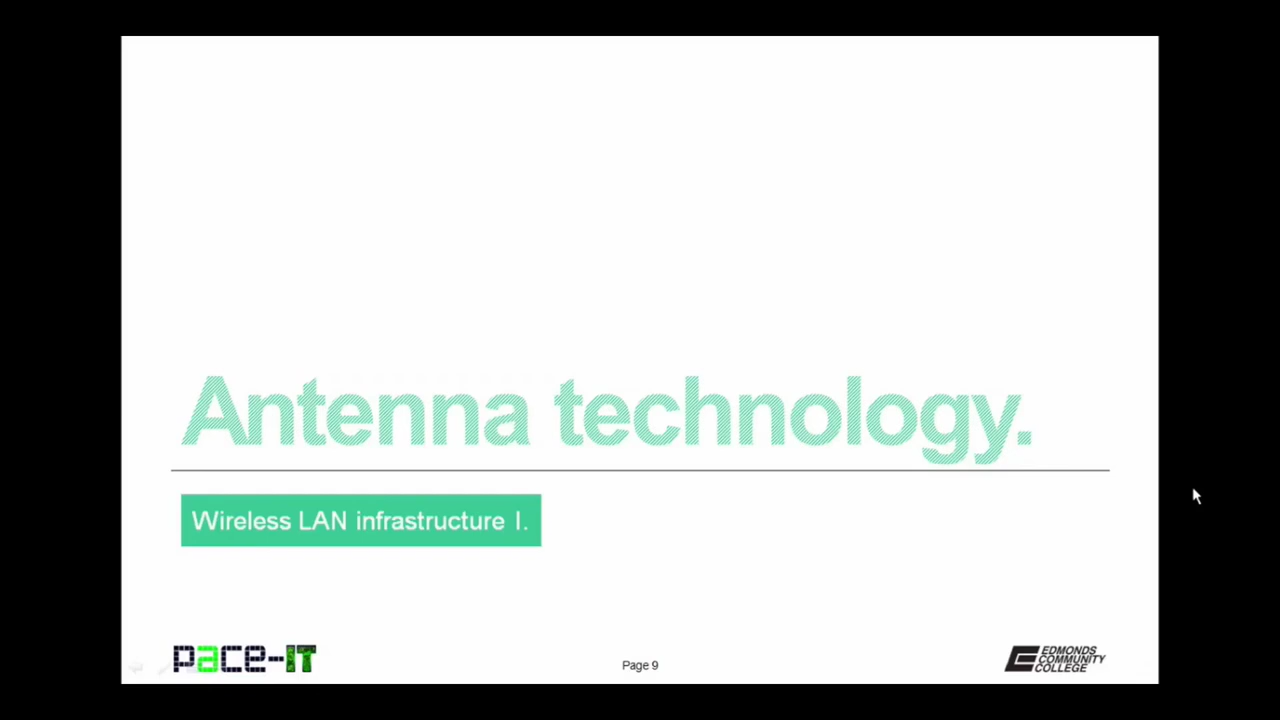 Antenna technology.
Wireless LAN infrastructure I.
pace-IT
Page 9
EDMONDS
COMMUNITY
COLLEGE